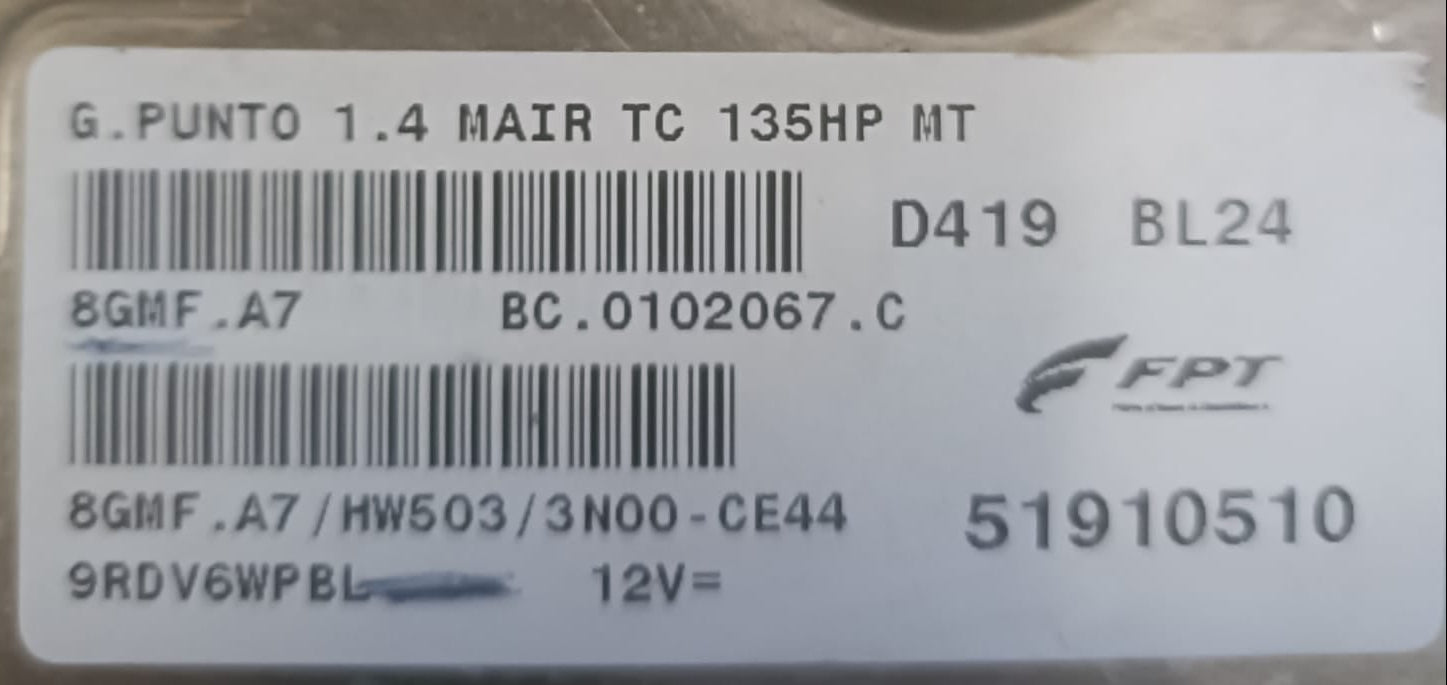 G.PUNTO 1.4 MAIR TC 135HP MT
D419 BL24
8GMF.A7 BC.0102067.C
FPT
8GMF.A7/HW503/3N00-CE44
51910510
9RDV6WPBL 12V=